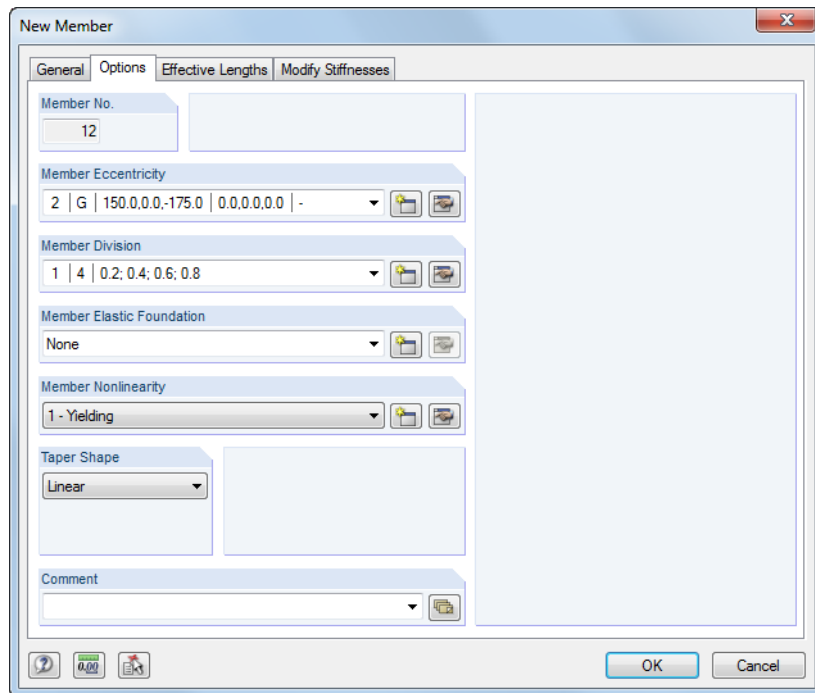 New Member
General Options Effective Lengths Modify Stiffnesses
Member No.
12
Member Eccentricity
2 | G | 150.0,0.0,-175.0 | 0.0,0.0,0.0 | -
Member Division
1 | 4 | 0.2; 0.4; 0.6; 0.8
Member Elastic Foundation
None
Member Nonlinearity
1 - Yielding
Taper Shape
Linear
Comment
0.00 OK Cancel